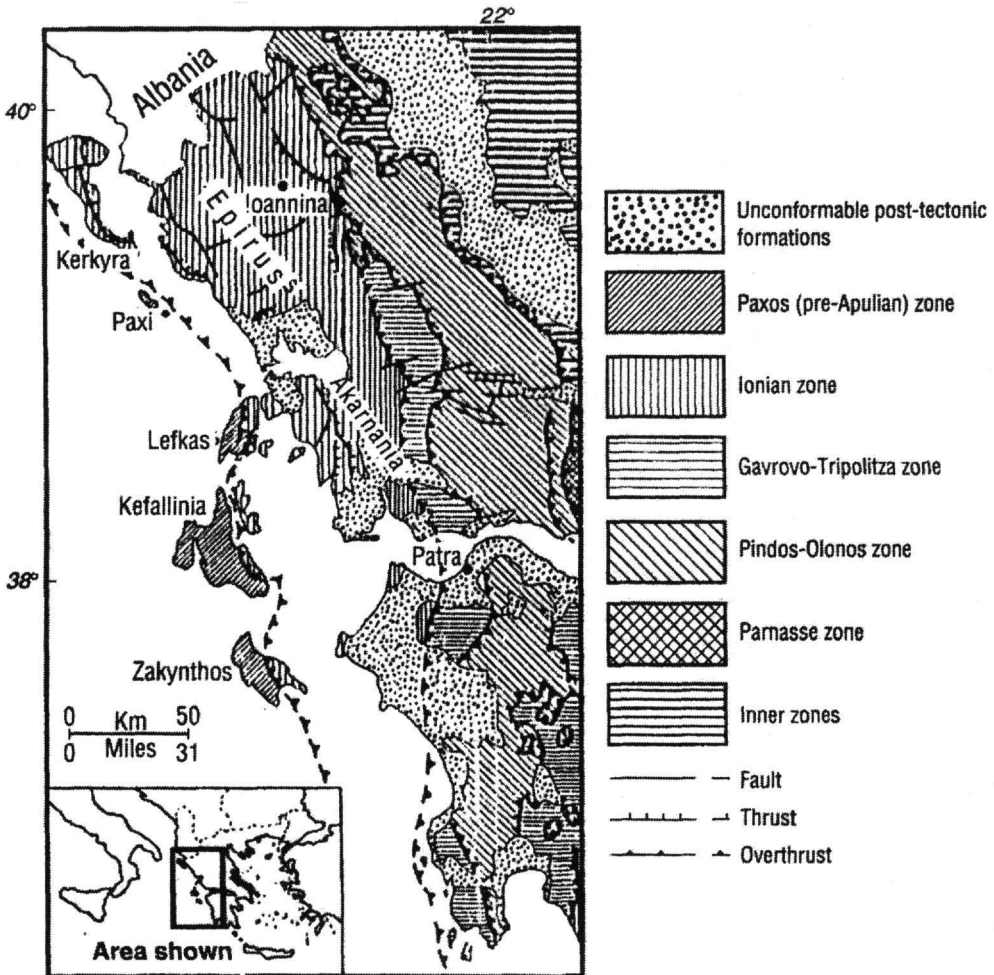 22°
40°
Albania
Ioannina
Epirus
Kerkyra
Paxi
Akarnania
Lefkas
Kefallinia
Patra
38°
Zakynthos
0 Km 50
0 Miles 31
Area shown
Unconformable post-tectonic
formations
Paxos (pre-Apulian) zone
Ionian zone
Gavrovo-Tripolitza zone
Pindos-Olonos zone
Parnasse zone
Inner zones
Fault
Thrust
Overthrust